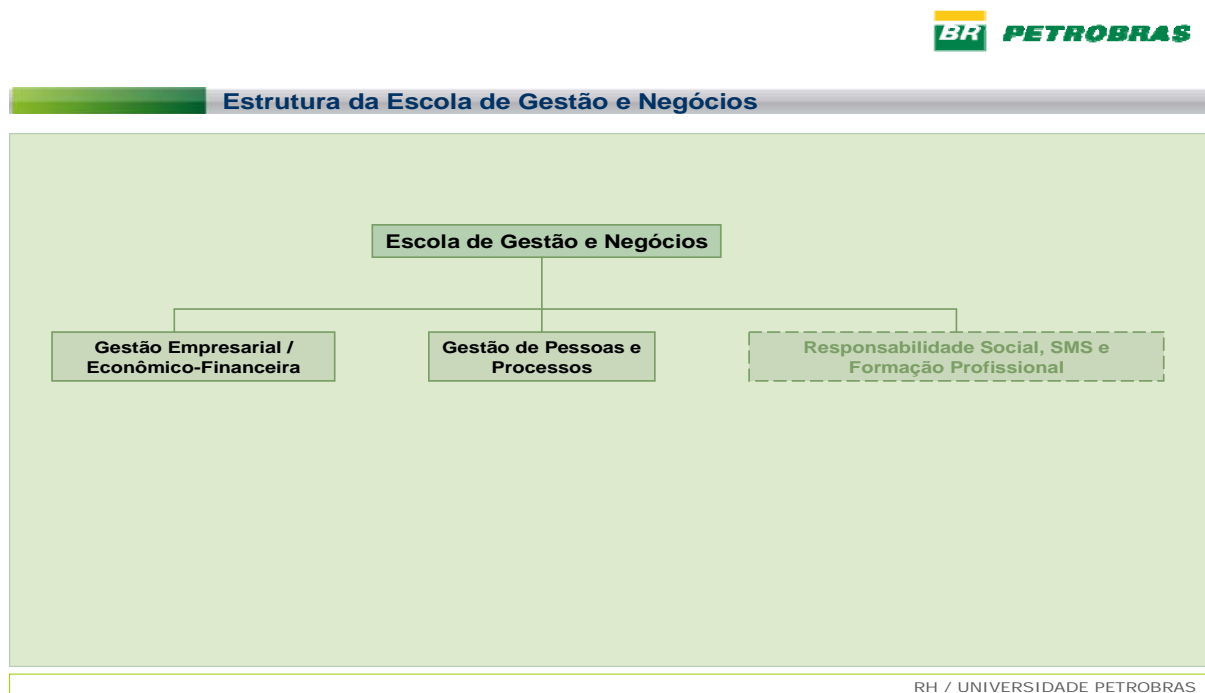 BR PETROBRAS
Estrutura da Escola de Gestão e Negócios
Escola de Gestão e Negócios
Gestão Empresarial /
Econômico-Financeira
Gestão de Pessoas e
Processos
Responsabilidade Social, SMS e
Formação Profissional
RH / UNIVERSIDADE PETROBRAS